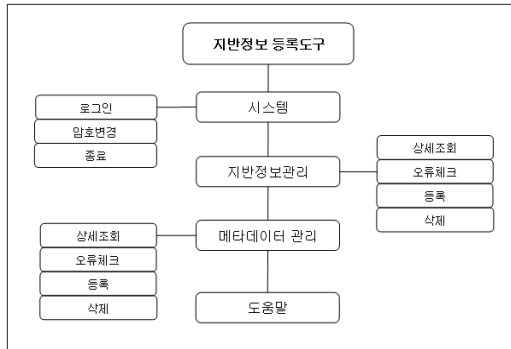 지반정보 등록도구
시스템
로그인
암호변경
종료
지반정보관리
상세조회
오류체크
등록
삭제
메타데이터 관리
상세조회
오류체크
등록
삭제
도움말